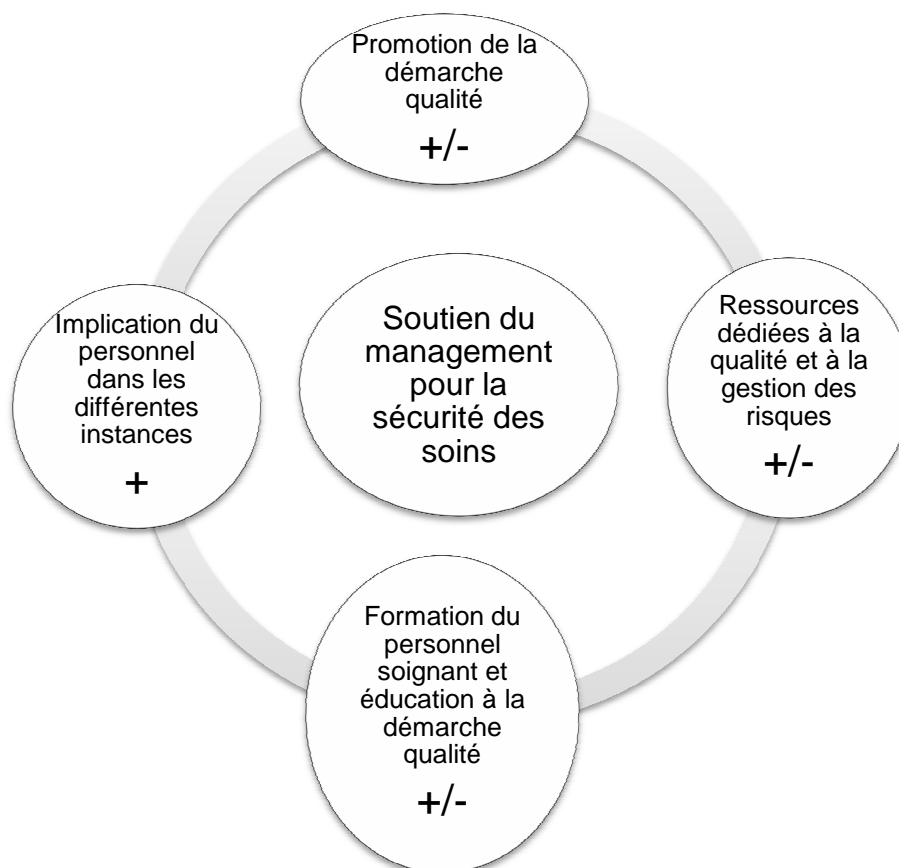 Promotion de la
démarche
qualité
+/-
Implication du
personnel
dans les
différentes
instances
+
Soutien du
management
pour la
sécurité des
soins
Ressources
dédiées à la
qualité et à la
gestion des
risques
+/-
Formation du
personnel
soignant et
éducation à la
démarche
qualité
+/-